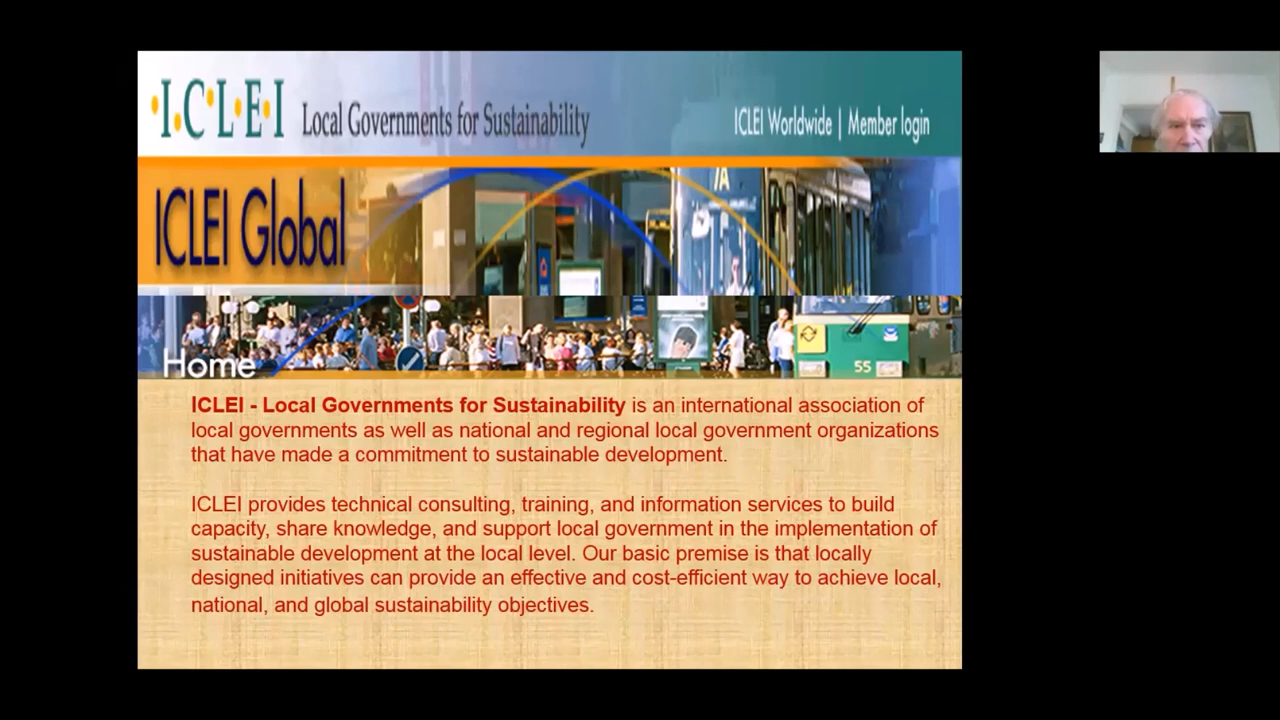 I·C·L·E·I Local Governments for Sustainability
ICLEI Worldwide | Member login
ICLEI Global
7A
Home
55
ICLEI - Local Governments for Sustainability is an international association of
local governments as well as national and regional local government organizations
that have made a commitment to sustainable development.
ICLEI provides technical consulting, training, and information services to build
capacity, share knowledge, and support local government in the implementation of
sustainable development at the local level. Our basic premise is that locally
designed initiatives can provide an effective and cost-efficient way to achieve local,
national, and global sustainability objectives.